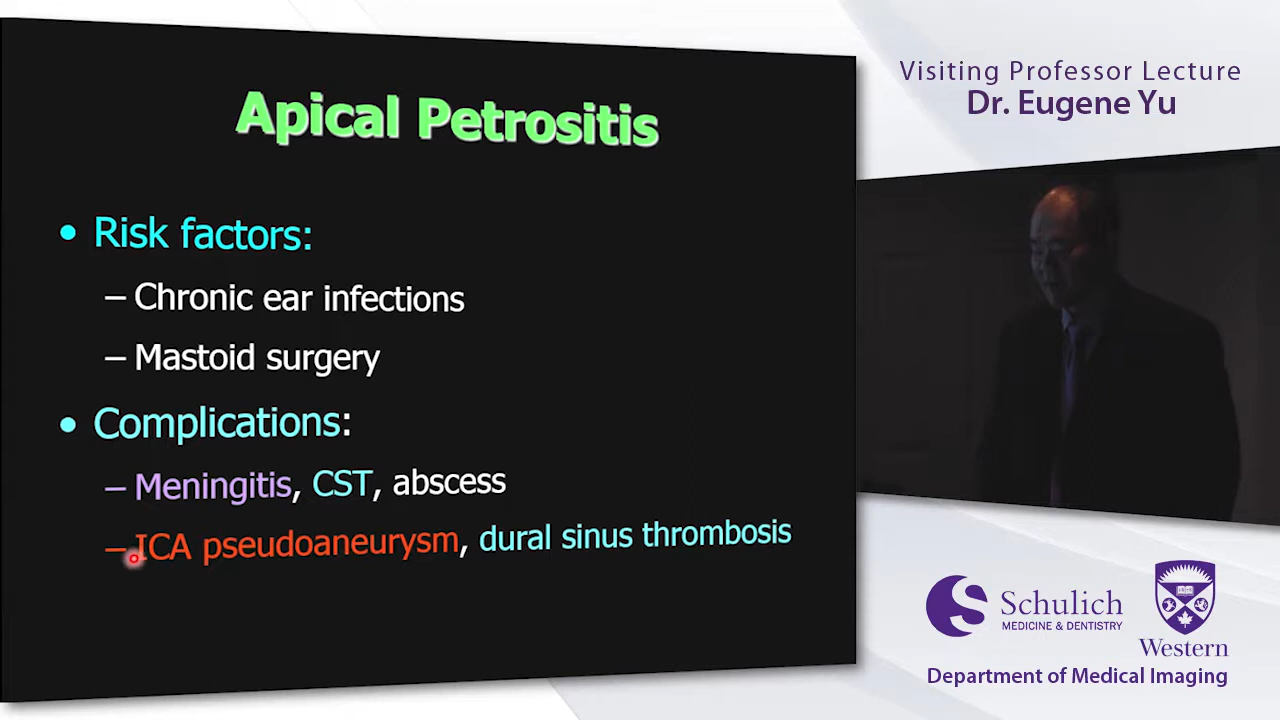 Apical Petrositis
• Risk factors:
– Chronic ear infections
– Mastoid surgery
• Complications:
– Meningitis, CST, abscess
– ICA pseudoaneurysm, dural sinus thrombosis
Visiting Professor Lecture
Dr. Eugene Yu
Schulich
MEDICINE & DENTISTRY
Western
Department of Medical Imaging